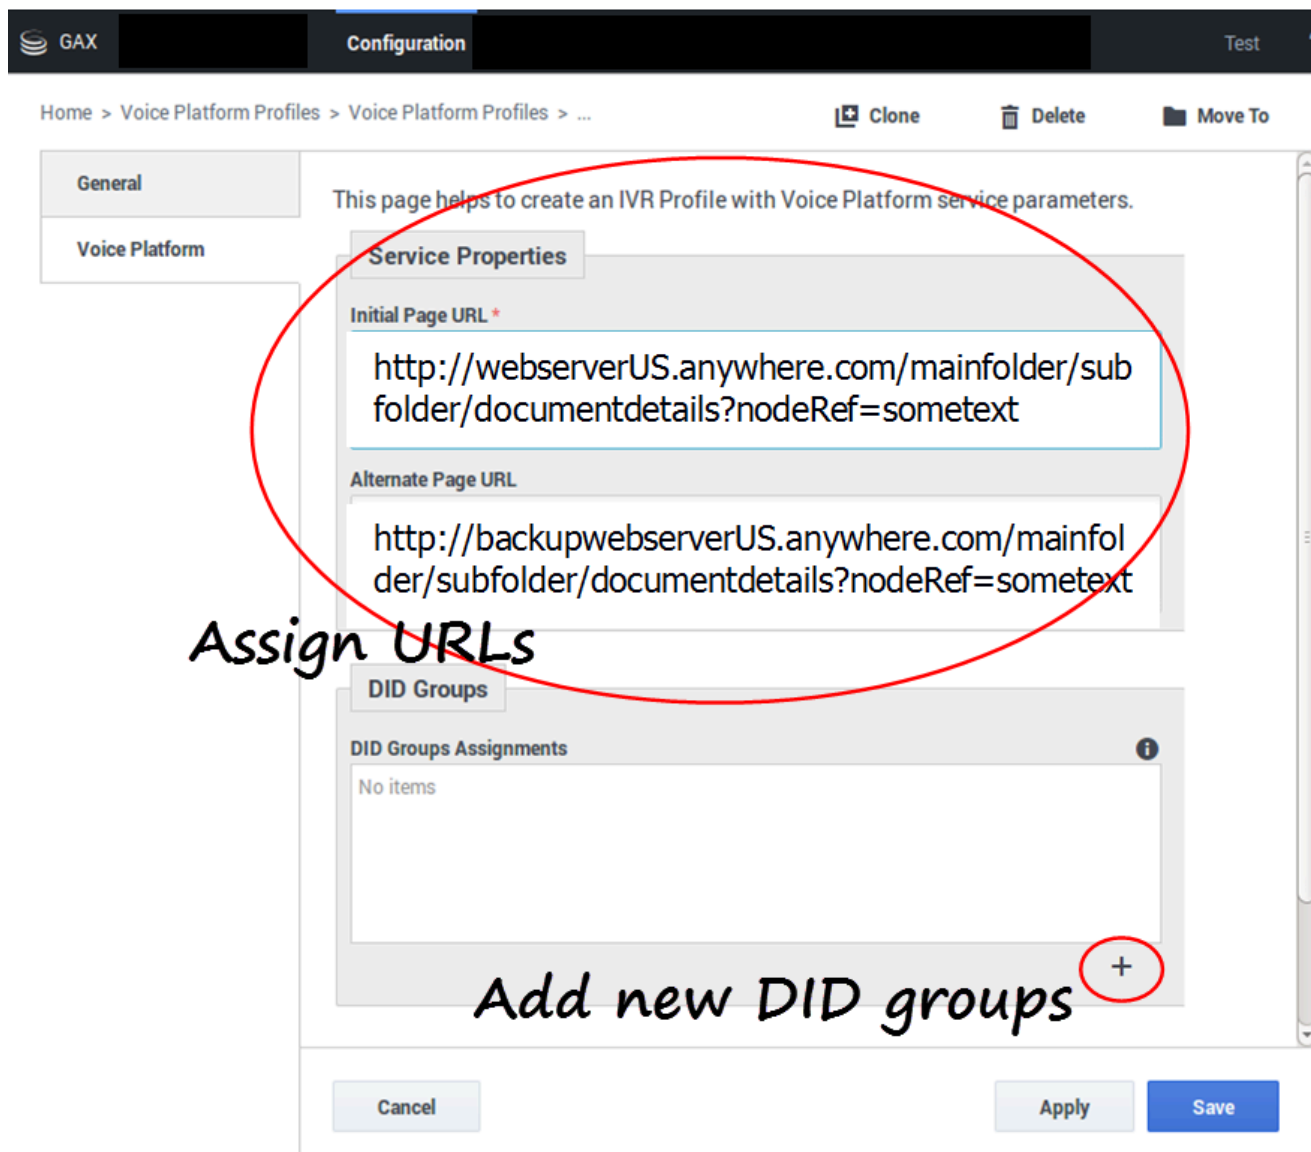 GAX
Configuration
Test
Home > Voice Platform Profiles > Voice Platform Profiles > ...
Clone
Delete
Move To
General
Voice Platform
This page helps to create an IVR Profile with Voice Platform service parameters.
Service Properties
Initial Page URL *
http://webserverUS.anywhere.com/mainfolder/sub
folder/documentdetails?nodeRef=sometext
Alternate Page URL
http://backupwebserverUS.anywhere.com/mainfol
der/subfolder/documentdetails?nodeRef=sometext
Assign URLs
DID Groups
DID Groups Assignments
No items
+
Add new DID groups
Cancel
Apply
Save